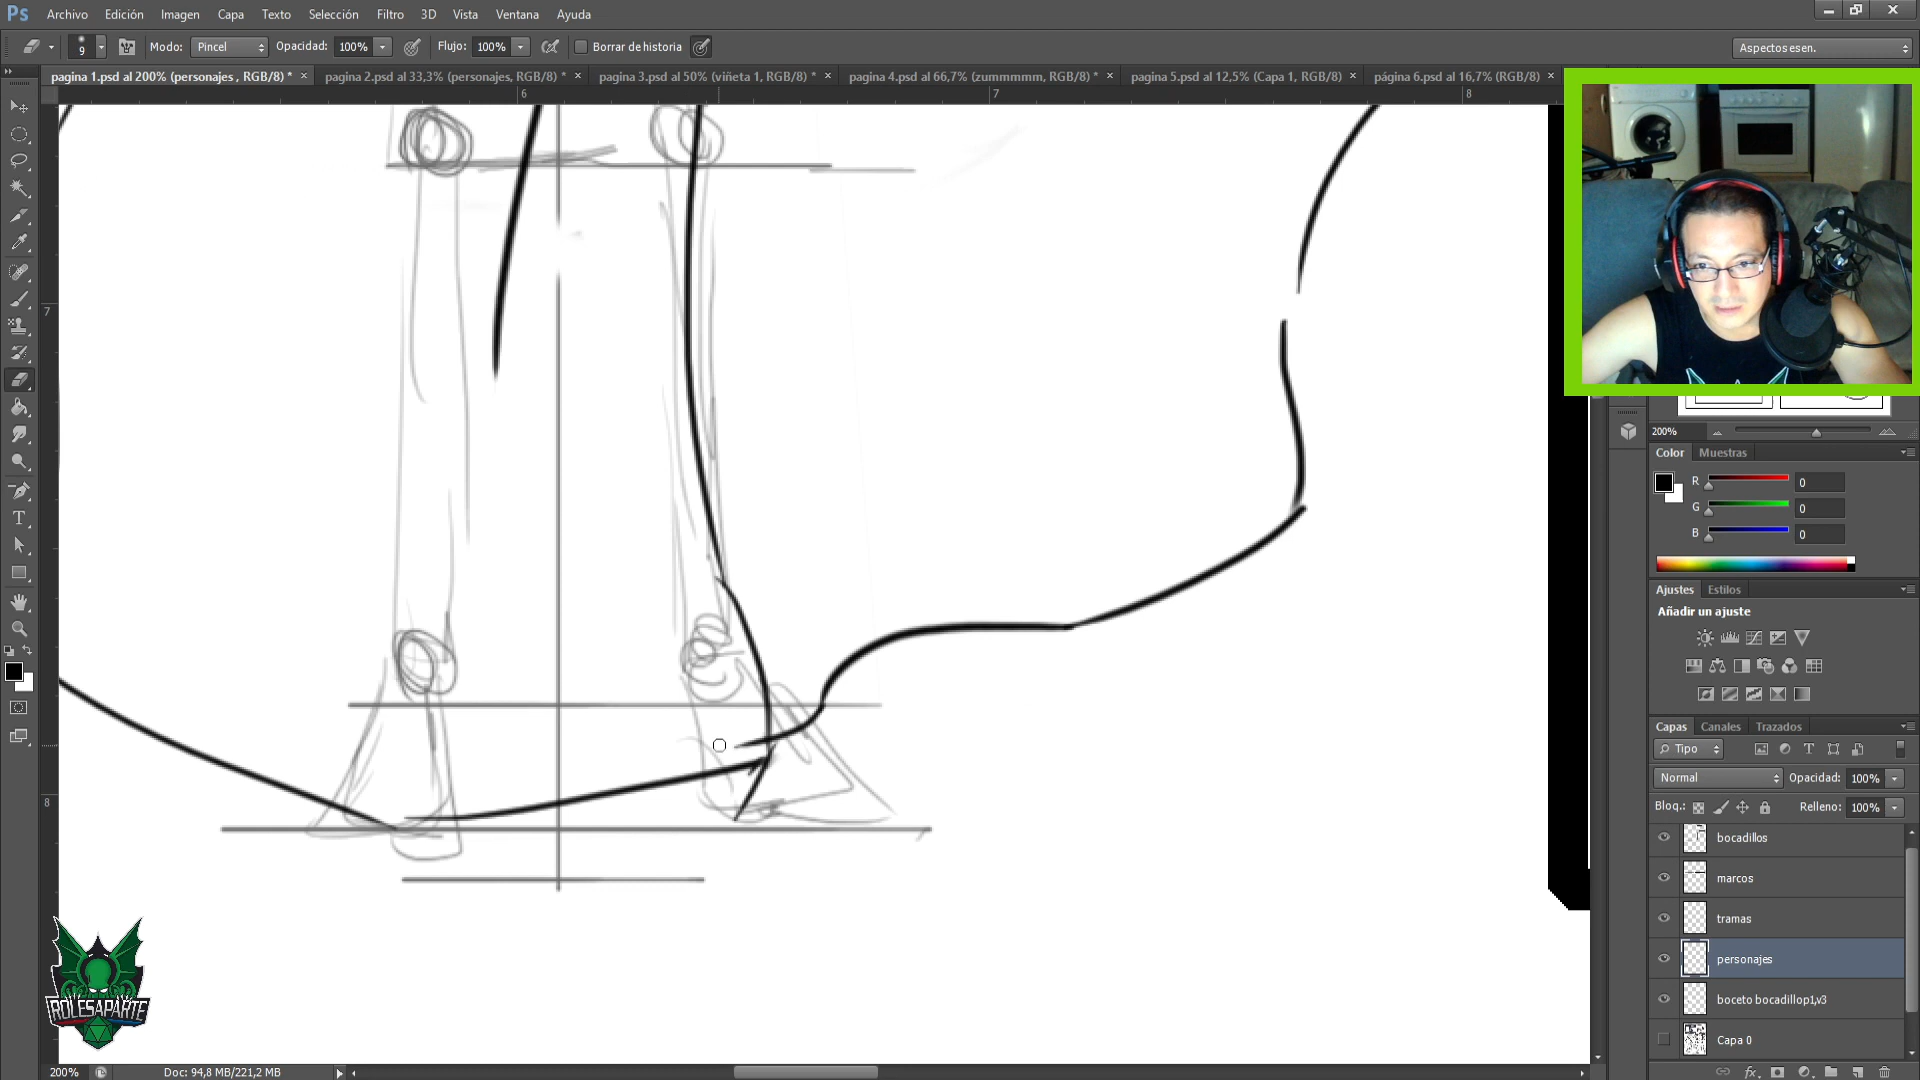 Ps Archivo Edición Imagen Capa Texto Selección Filtro 3D Vista Ventana Ayuda
9 Modo: Pincel Opacidad: 100% Flujo: 100% Borrar de historia Aspectos esen.
pagina 1.psd al 200% (personajes , RGB/8) * × pagina 2.psd al 33,3% (personajes, RGB/8) * × pagina 3.psd al 50% (viñeta 1, RGB/8) * × pagina 4.psd al 66,7% (zummmmm, RGB/8) * × pagina 5.psd al 12,5% (Capa 1, RGB/8) × página 6.psd al 16,7% (RGB/8) ×
6 7 8
7
8
200%
Color Muestras
R 0
G 0
B 0
Ajustes Estilos
Añadir un ajuste
Capas Canales Trazados
Tipo
Normal Opacidad: 100%
Bloq.: Relleno: 100%
bocadillos
marcos
tramas
personajes
boceto bocadillop1,v3
Capa 0
ROLESAPARTE
200% Doc: 94,8 MB/221,2 MB